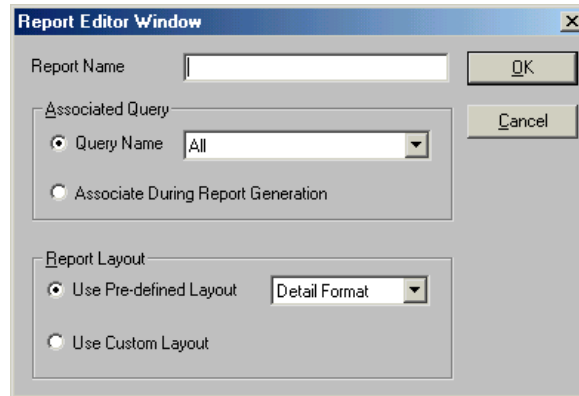 Report Editor Window
Report Name
OK
Associated Query
Cancel
Query Name All
Associate During Report Generation
Report Layout
Use Pre-defined Layout Detail Format
Use Custom Layout